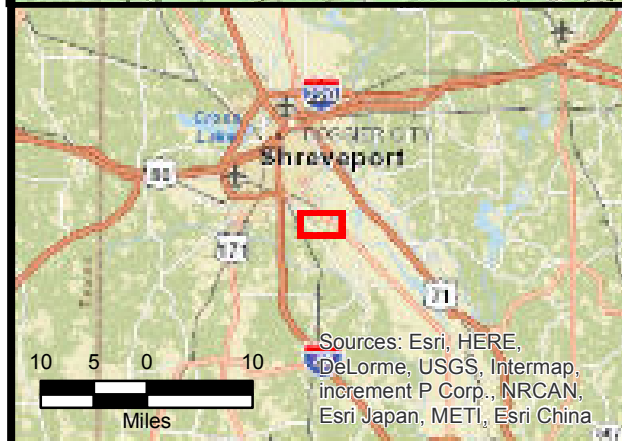 Cross
Lake
BOSSIER CITY
Shreveport
80
171
71
Texas
10 5 0 10
Miles
Sources: Esri, HERE,
DeLorme, USGS, Intermap,
increment P Corp., NRCAN,
Esri Japan, METI, Esri China